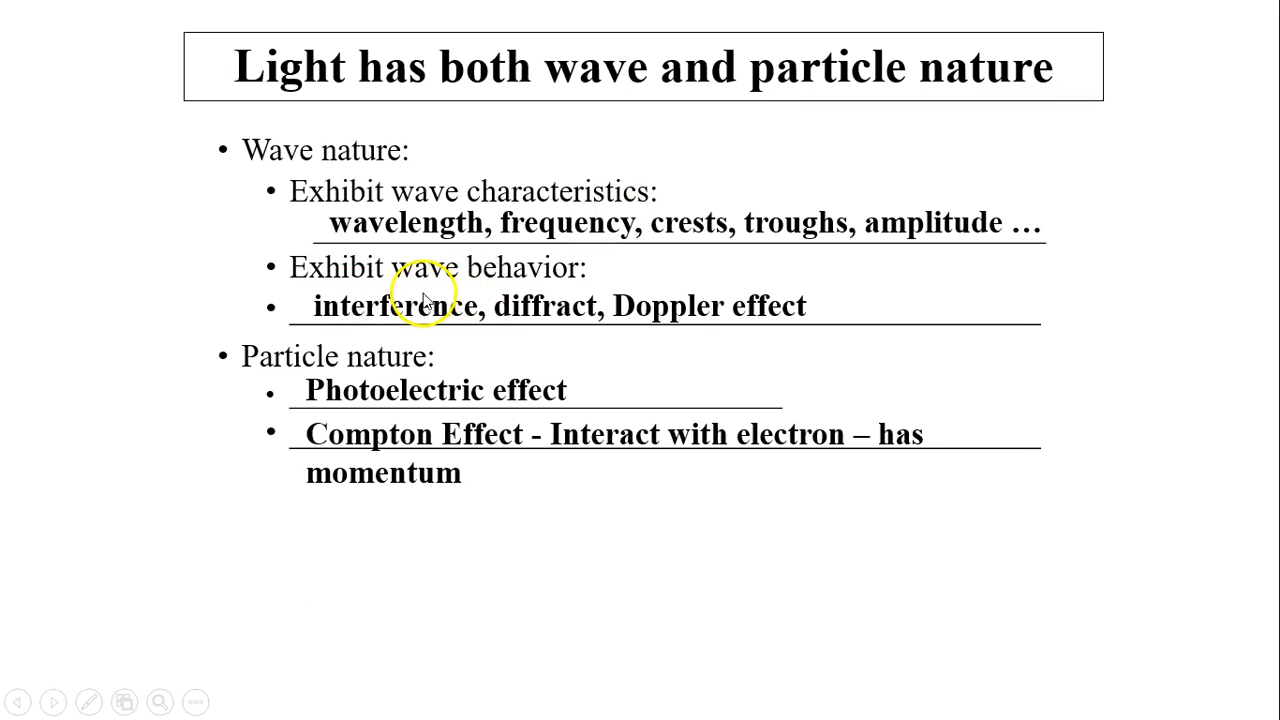 Light has both wave and particle nature
• Wave nature:
• Exhibit wave characteristics:
wavelength, frequency, crests, troughs, amplitude …
• Exhibit wave behavior:
• interference, diffract, Doppler effect
• Particle nature:
• Photoelectric effect
• Compton Effect - Interact with electron – has
momentum